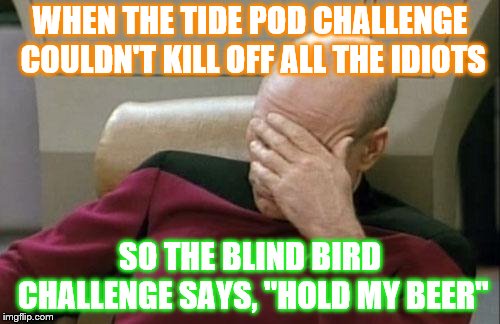 WHEN THE TIDE POD CHALLENGE
COULDN'T KILL OFF ALL THE IDIOTS
SO THE BLIND BIRD
CHALLENGE SAYS, "HOLD MY BEER"
imgflip.com